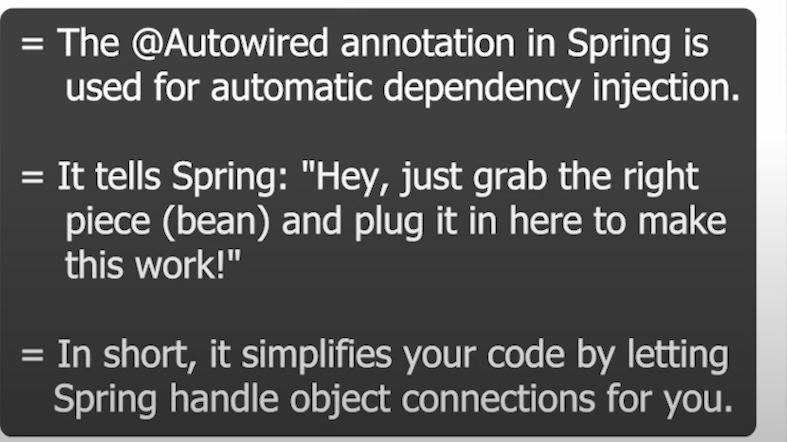 = The @Autowired annotation in Spring is
used for automatic dependency injection.
= It tells Spring: "Hey, just grab the right
piece (bean) and plug it in here to make
this work!"
= In short, it simplifies your code by letting
Spring handle object connections for you.